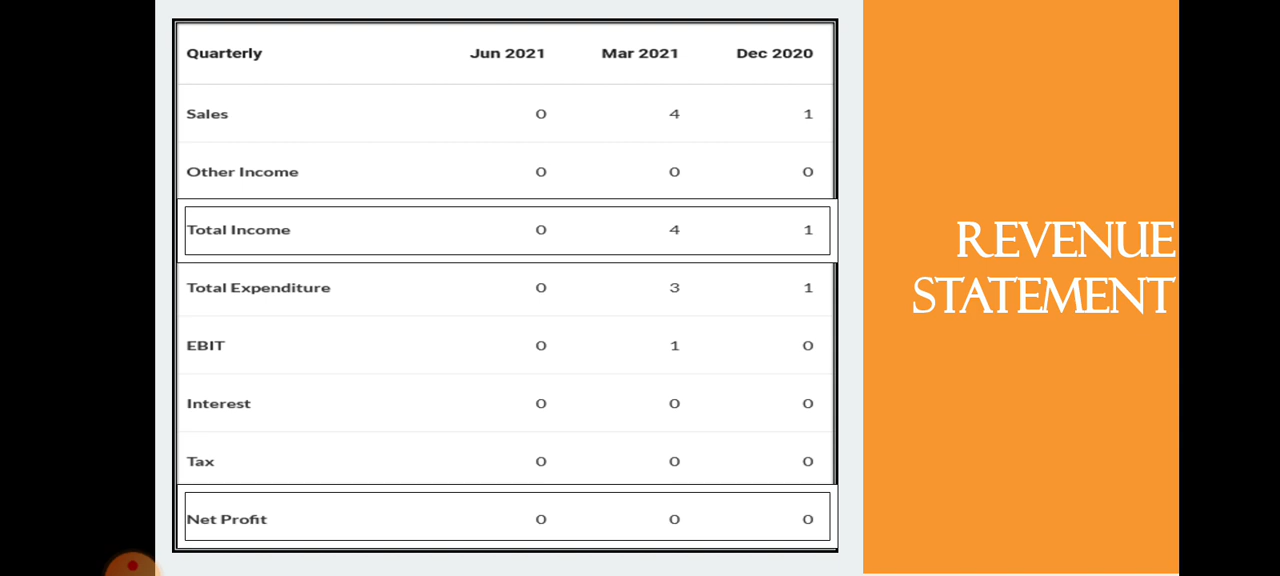 Quarterly Jun 2021 Mar 2021 Dec 2020
Sales 0 4 1
Other Income 0 0 0
Total Income 0 4 1
Total Expenditure 0 3 1
EBIT 0 1 0
Interest 0 0 0
Tax 0 0 0
Net Profit 0 0 0
REVENUE
STATEMENT